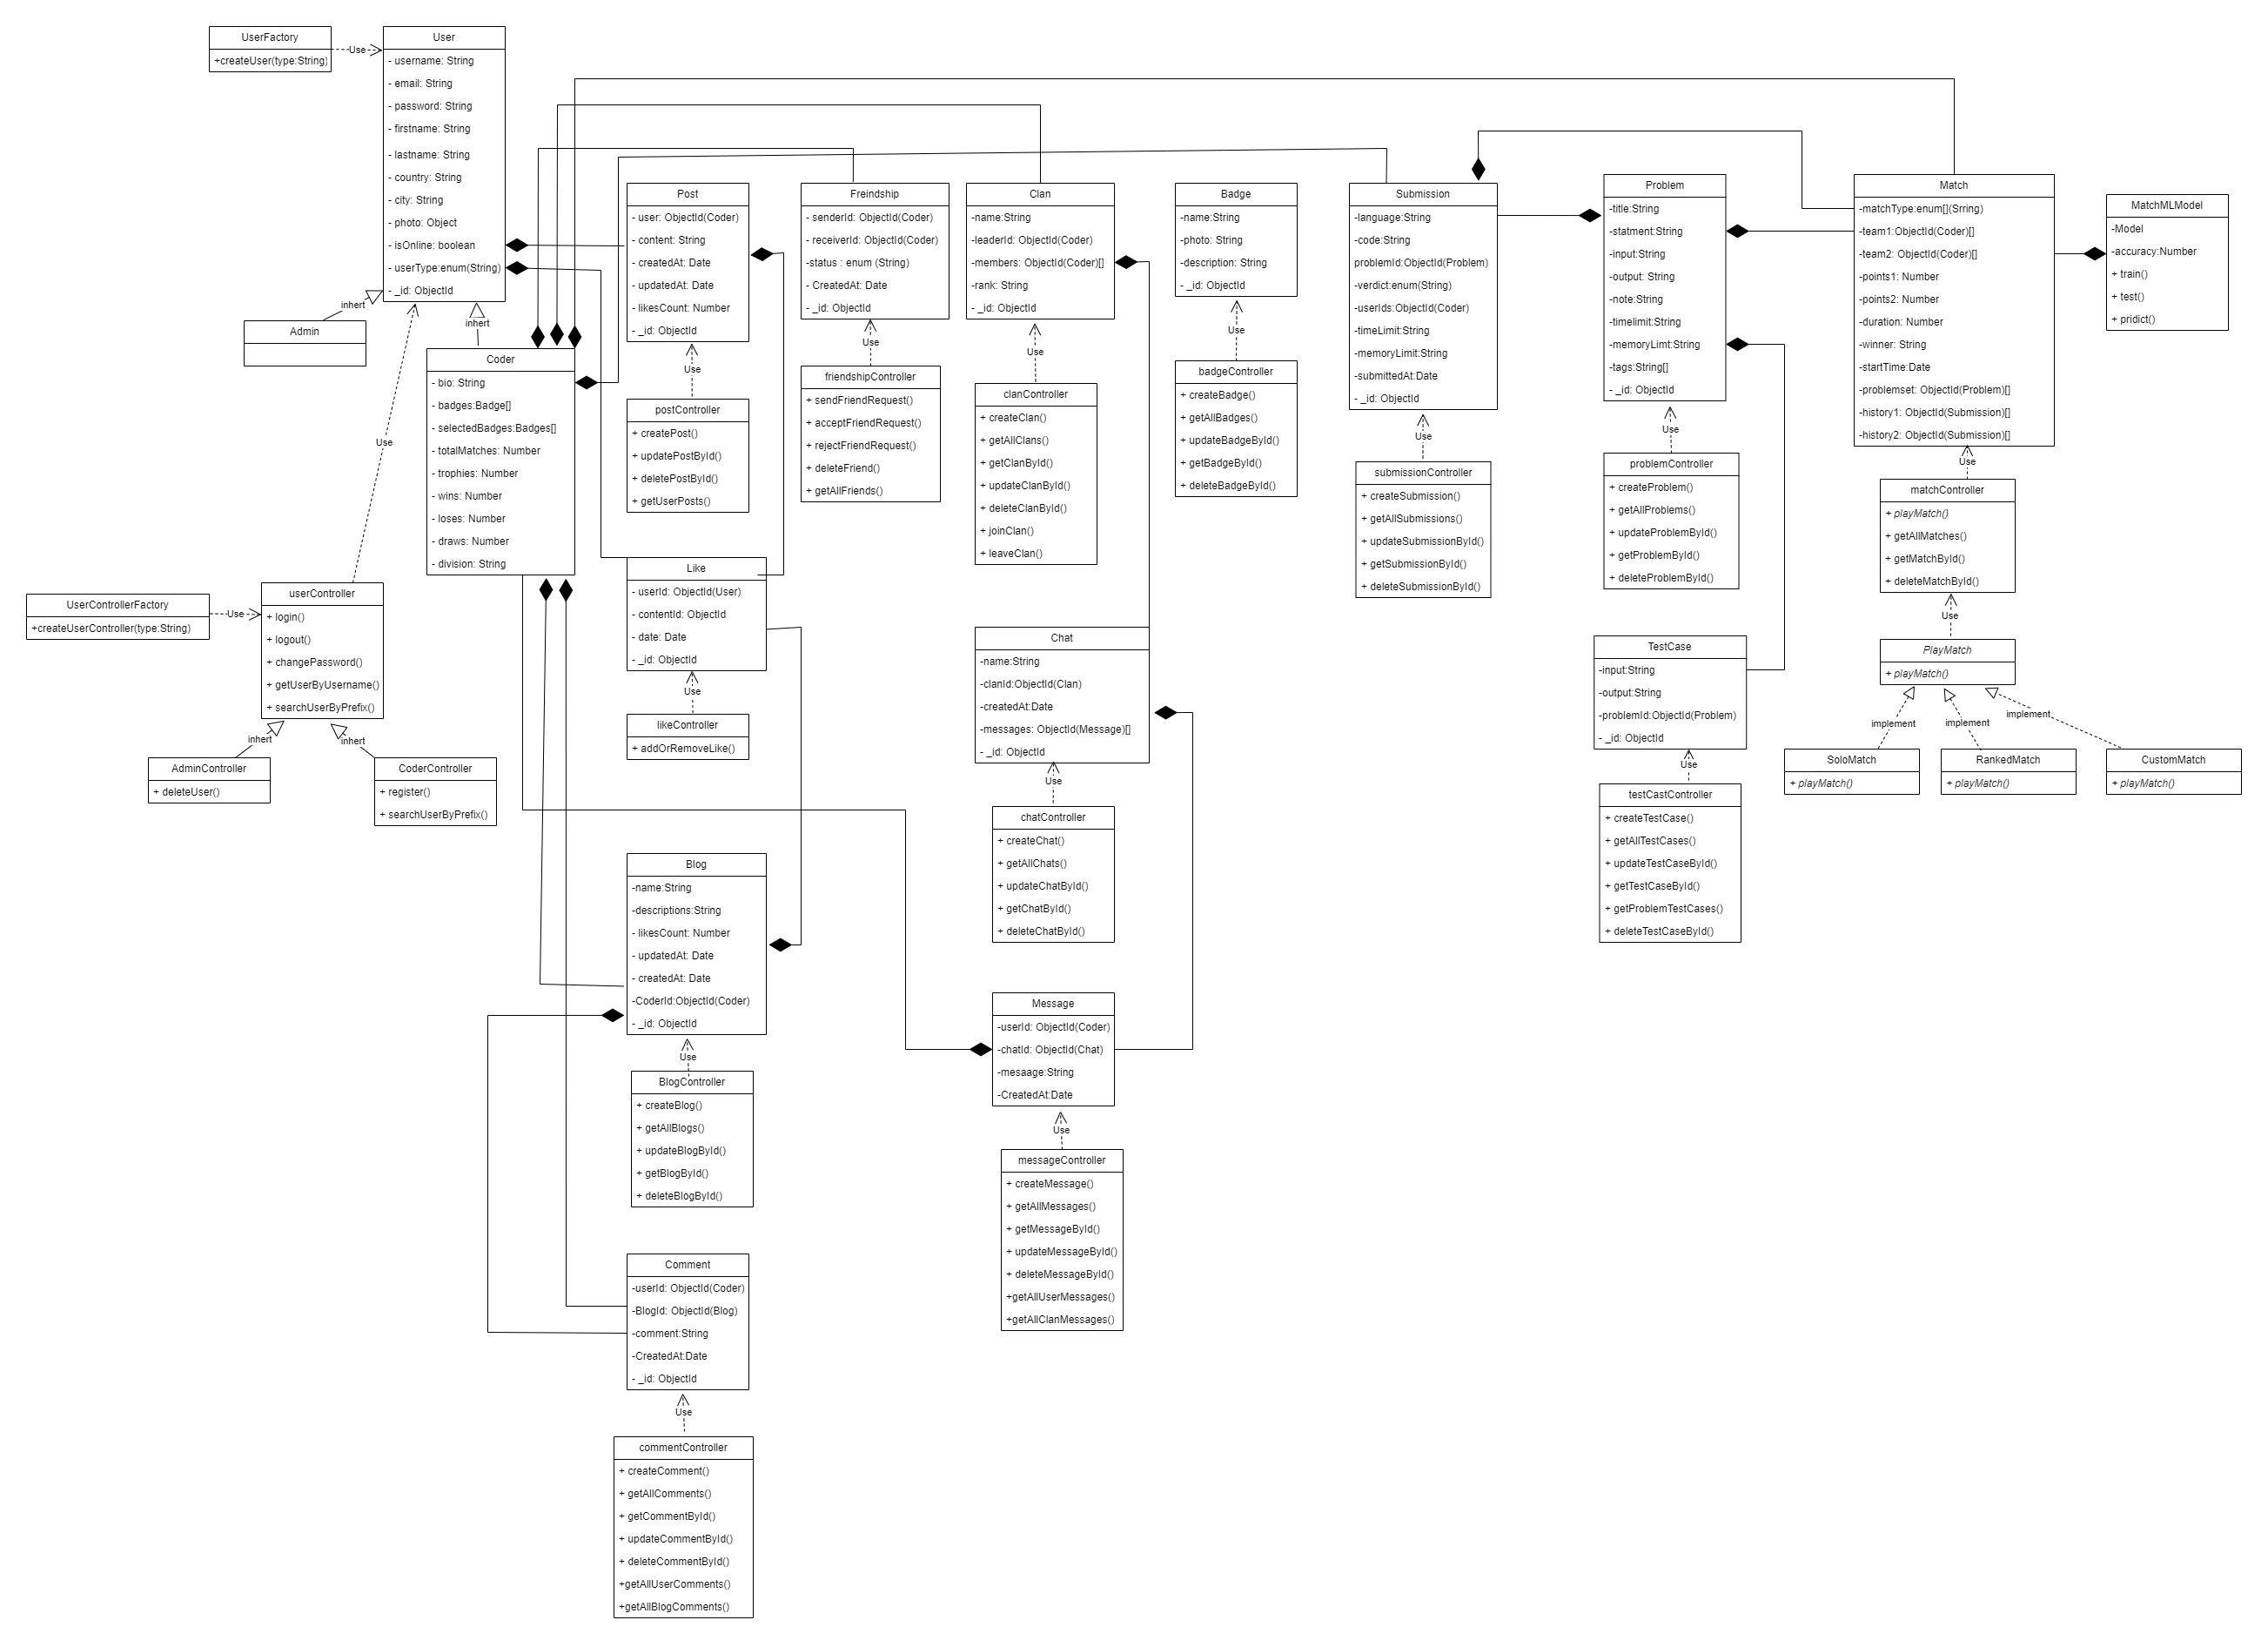 UserFactory
+createUser(type:String)
Use
User
- username: String
- email: String
- password: String
- firstname: String
- lastname: String
- country: String
- city: String
- photo: Object
- isOnline: boolean
- userType:enum(String)
- _id: ObjectId
inhert
Admin
inhert
Coder
- bio: String
- badges:Badge[]
- selectedBadges:Badges[]
- totalMatches: Number
- trophies: Number
- wins: Number
- loses: Number
- draws: Number
- division: String
Use
UserControllerFactory
+createUserController(type:String)
Use
userController
+ login()
+ logout()
+ changePassword()
+ getUserByUsername()
+ searchUserByPrefix()
inhert
inhert
AdminController
+ deleteUser()
CoderController
+ register()
+ searchUserByPrefix()
Post
- user: ObjectId(Coder)
- content: String
- createdAt: Date
- updatedAt: Date
- likesCount: Number
- _id: ObjectId
Use
postController
+ createPost()
+ updatePostById()
+ deletePostById()
+ getUserPosts()
Like
- userId: ObjectId(User)
- contentId: ObjectId
- date: Date
- _id: ObjectId
Use
likeController
+ addOrRemoveLike()
Blog
-name:String
-descriptions:String
- likesCount: Number
- updatedAt: Date
- createdAt: Date
-CoderId:ObjectId(Coder)
- _id: ObjectId
Use
BlogController
+ createBlog()
+ getAllBlogs()
+ updateBlogById()
+ getBlogById()
+ deleteBlogById()
Comment
-userId: ObjectId(Coder)
-BlogId: ObjectId(Blog)
-comment:String
-CreatedAt:Date
- _id: ObjectId
Use
commentController
+ createComment()
+ getAllComments()
+ getCommentById()
+ updateCommentById()
+ deleteCommentById()
+getAllUserComments()
+getAllBlogComments()
Freindship
- senderId: ObjectId(Coder)
- receiverId: ObjectId(Coder)
-status : enum (String)
- CreatedAt: Date
- _id: ObjectId
Use
friendshipController
+ sendFriendRequest()
+ acceptFriendRequest()
+ rejectFriendRequest()
+ deleteFriend()
+ getAllFriends()
Clan
-name:String
-leaderId: ObjectId(Coder)
-members: ObjectId(Coder)[]
-rank: String
- _id: ObjectId
Use
clanController
+ createClan()
+ getAllClans()
+ getClanById()
+ updateClanById()
+ deleteClanById()
+ joinClan()
+ leaveClan()
Chat
-name:String
-clanId:ObjectId(Clan)
-createdAt:Date
-messages: ObjectId(Message)[]
- _id: ObjectId
Use
chatController
+ createChat()
+ getAllChats()
+ updateChatById()
+ getChatById()
+ deleteChatById()
Message
-userId: ObjectId(Coder)
-chatId: ObjectId(Chat)
-mesaage:String
-CreatedAt:Date
Use
messageController
+ createMessage()
+ getAllMessages()
+ getMessageById()
+ updateMessageById()
+ deleteMessageById()
+getAllUserMessages()
+getAllClanMessages()
Badge
-name:String
-photo: String
-description: String
- _id: ObjectId
Use
badgeController
+ createBadge()
+ getAllBadges()
+ updateBadgeById()
+ getBadgeById()
+ deleteBadgeById()
Submission
-language:String
-code:String
problemId:ObjectId(Problem)
-verdict:enum(String)
-userIds:ObjectId(Coder)
-timeLimit:String
-memoryLimit:String
-submittedAt:Date
- _id: ObjectId
Use
submissionController
+ createSubmission()
+ getAllSubmissions()
+ updateSubmissionById()
+ getSubmissionById()
+ deleteSubmissionById()
Problem
-title:String
-statment:String
-input:String
-output: String
-note:String
-timelimit:String
-memoryLimt:String
-tags:String[]
- _id: ObjectId
Use
problemController
+ createProblem()
+ getAllProblems()
+ updateProblemById()
+ getProblemById()
+ deleteProblemById()
TestCase
-input:String
-output:String
-problemId:ObjectId(Problem)
- _id: ObjectId
Use
testCastController
+ createTestCase()
+ getAllTestCases()
+ updateTestCaseById()
+ getTestCaseById()
+ getProblemTestCases()
+ deleteTestCaseById()
Match
-matchType:enum[](Srring)
-team1:ObjectId(Coder)[]
-team2: ObjectId(Coder)[]
-points1: Number
-points2: Number
-duration: Number
-winner: String
-startTime:Date
-problemset: ObjectId(Problem)[]
-history1: ObjectId(Submission)[]
-history2: ObjectId(Submission)[]
Use
matchController
+ playMatch()
+ getAllMatches()
+ getMatchById()
+ deleteMatchById()
Use
PlayMatch
+ playMatch()
implement
implement
implement
SoloMatch
+ playMatch()
RankedMatch
+ playMatch()
CustomMatch
+ playMatch()
MatchMLModel
-Model
-accuracy:Number
+ train()
+ test()
+ pridict()